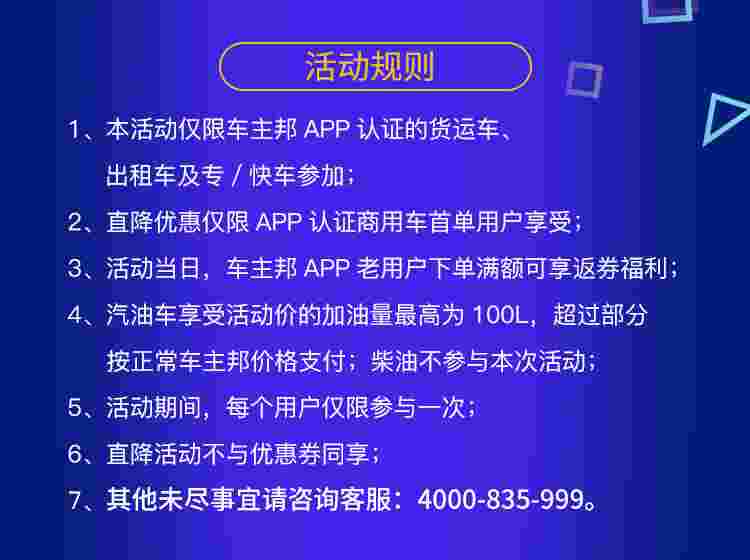 活动规则
1、本活动仅限车主邦 APP 认证的货运车、
出租车及专 / 快车参加；
2、直降优惠仅限 APP 认证商用车首单用户享受；
3、活动当日，车主邦 APP 老用户下单满额可享返券福利；
4、汽油车享受活动价的加油量最高为 100L，超过部分
按正常车主邦价格支付；柴油不参与本次活动；
5、活动期间，每个用户仅限参与一次；
6、直降活动不与优惠券同享；
7、其他未尽事宜请咨询客服：4000-835-999。